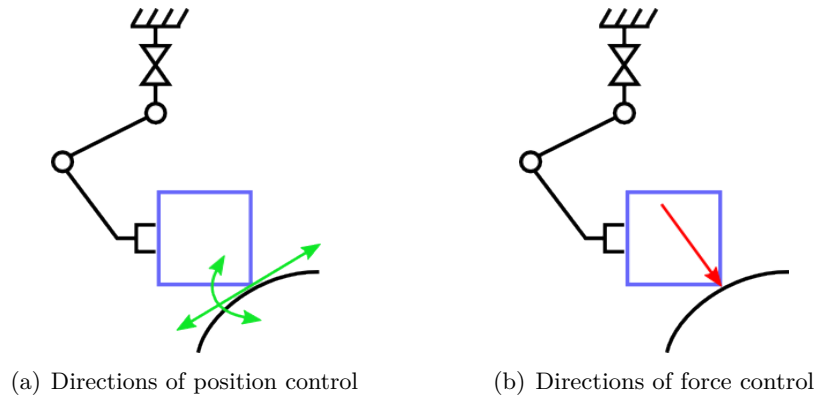 (a) Directions of position control
(b) Directions of force control